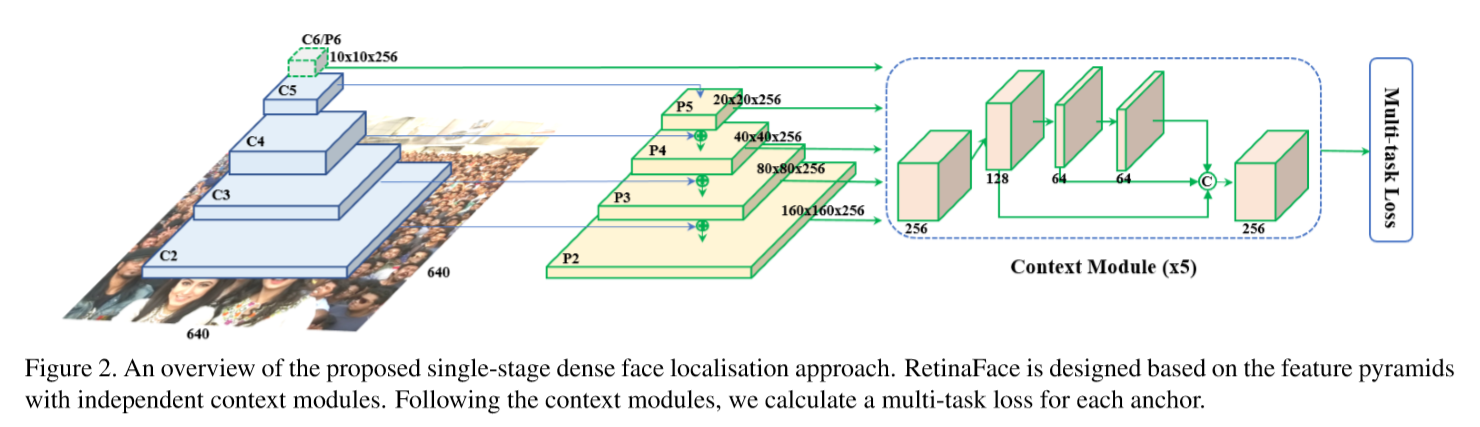 C6/P6
10x10x256
C5
C4
C3
C2
640
640
P5
20x20x256
P4
40x40x256
P3
80x80x256
P2
160x160x256
256
128
64
64
C
256
Context Module (x5)
Multi-task Loss
Figure 2. An overview of the proposed single-stage dense face localisation approach. RetinaFace is designed based on the feature pyramids
with independent context modules. Following the context modules, we calculate a multi-task loss for each anchor.